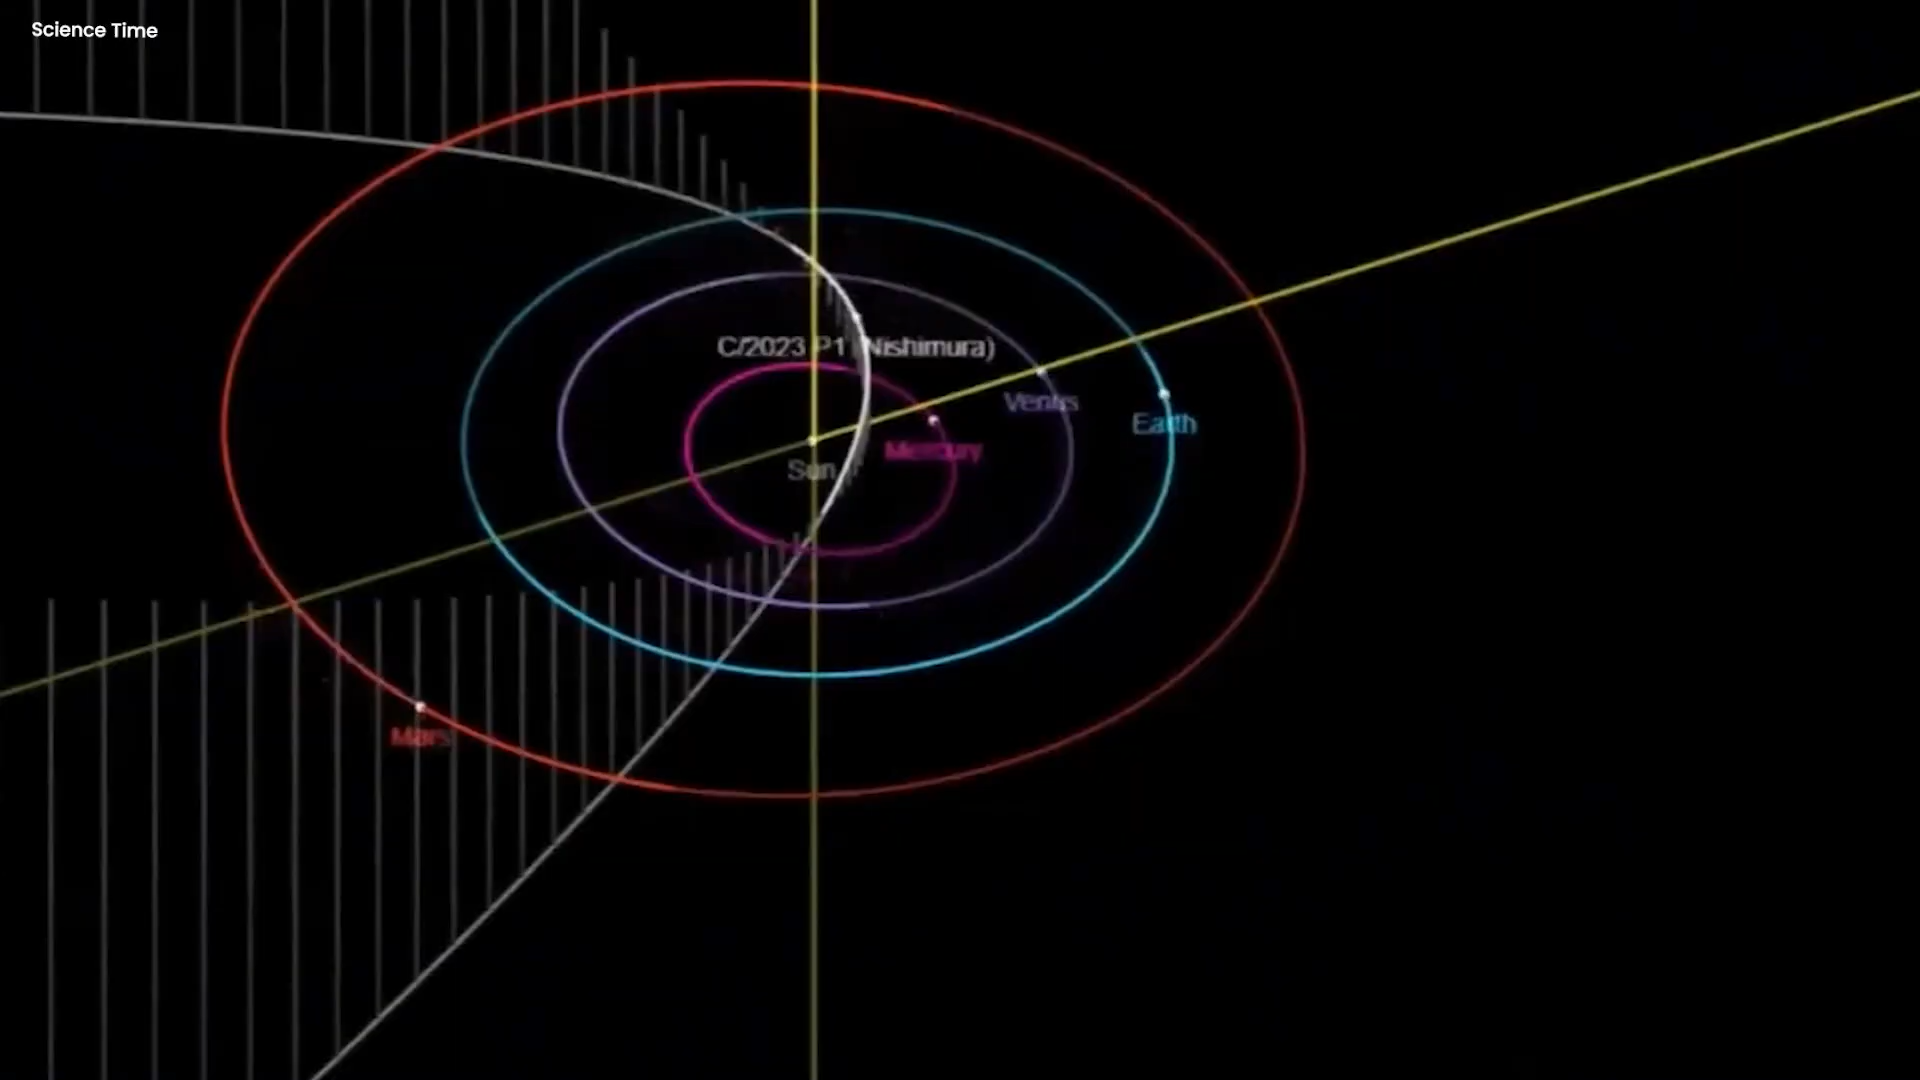 Science Time
C/2023 P1 (Nishimura)
Venus
Earth
Mercury
Sun
Mars